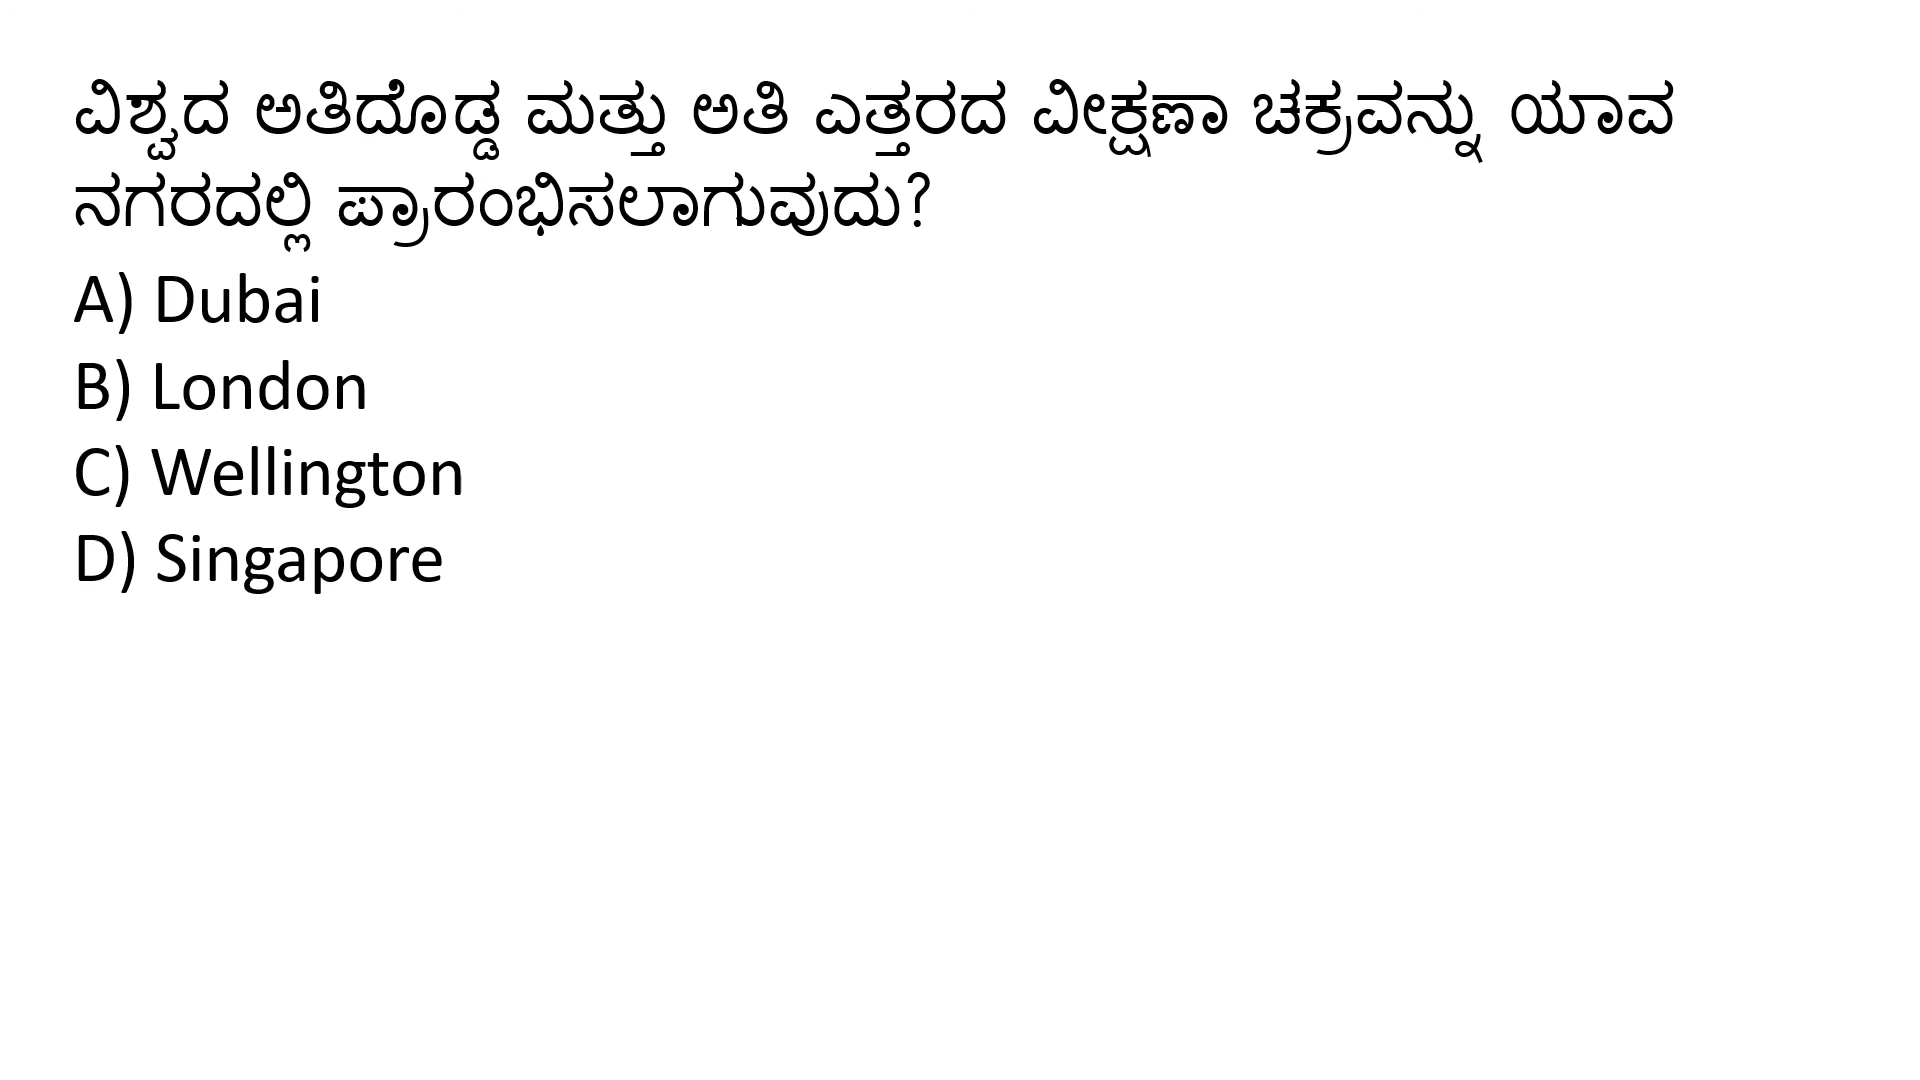 ವಿಶ್ವದ ಅತಿದೊಡ್ಡ ಮತ್ತು ಅತಿ ಎತ್ತರದ ವೀಕ್ಷಣಾ ಚಕ್ರವನ್ನು ಯಾವ
ನಗರದಲ್ಲಿ ಪ್ರಾರಂಭಿಸಲಾಗುವುದು?
A) Dubai
B) London
C) Wellington
D) Singapore